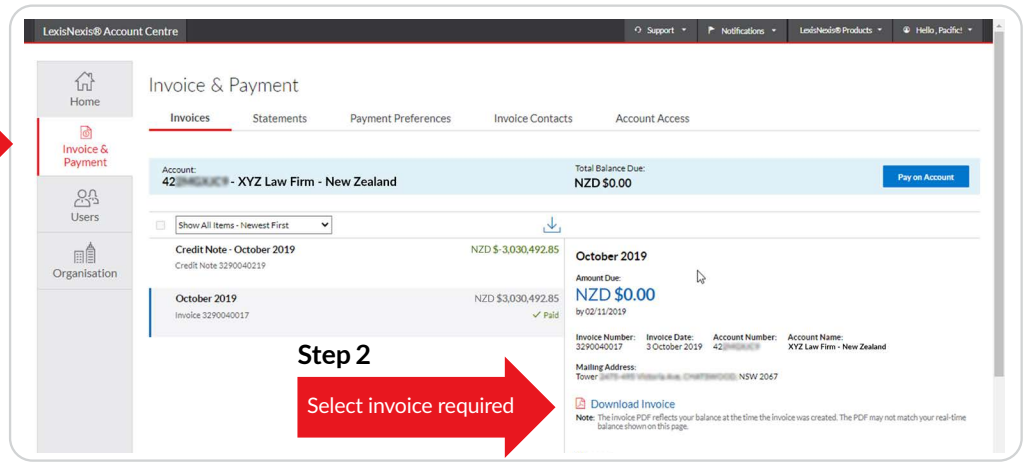 LexisNexis® Account Centre
Support
Notifications
LexisNexis® Products
Hello, Pacific!
Home
Invoice &
Payment
Users
Organisation
Invoice & Payment
Invoices
Statements
Payment Preferences
Invoice Contacts
Account Access
Account:
42 - XYZ Law Firm - New Zealand
Total Balance Due:
NZD $0.00
Pay on Account
Show All Items - Newest First
Credit Note - October 2019
NZD $-3,030,492.85
Credit Note 3290040219
October 2019
NZD $3,030,492.85
Invoice 3290040017
✓ Paid
October 2019
Amount Due:
NZD $0.00
by 02/11/2019
Invoice Number: Invoice Date: Account Number: Account Name:
3290040017 3 October 2019 42 XYZ Law Firm - New Zealand
Mailing Address:
Tower NSW 2067
Download Invoice
Note: The invoice PDF reflects your balance at the time the invoice was created. The PDF may not match your real-time
balance shown on this page.
Step 2
Select invoice required